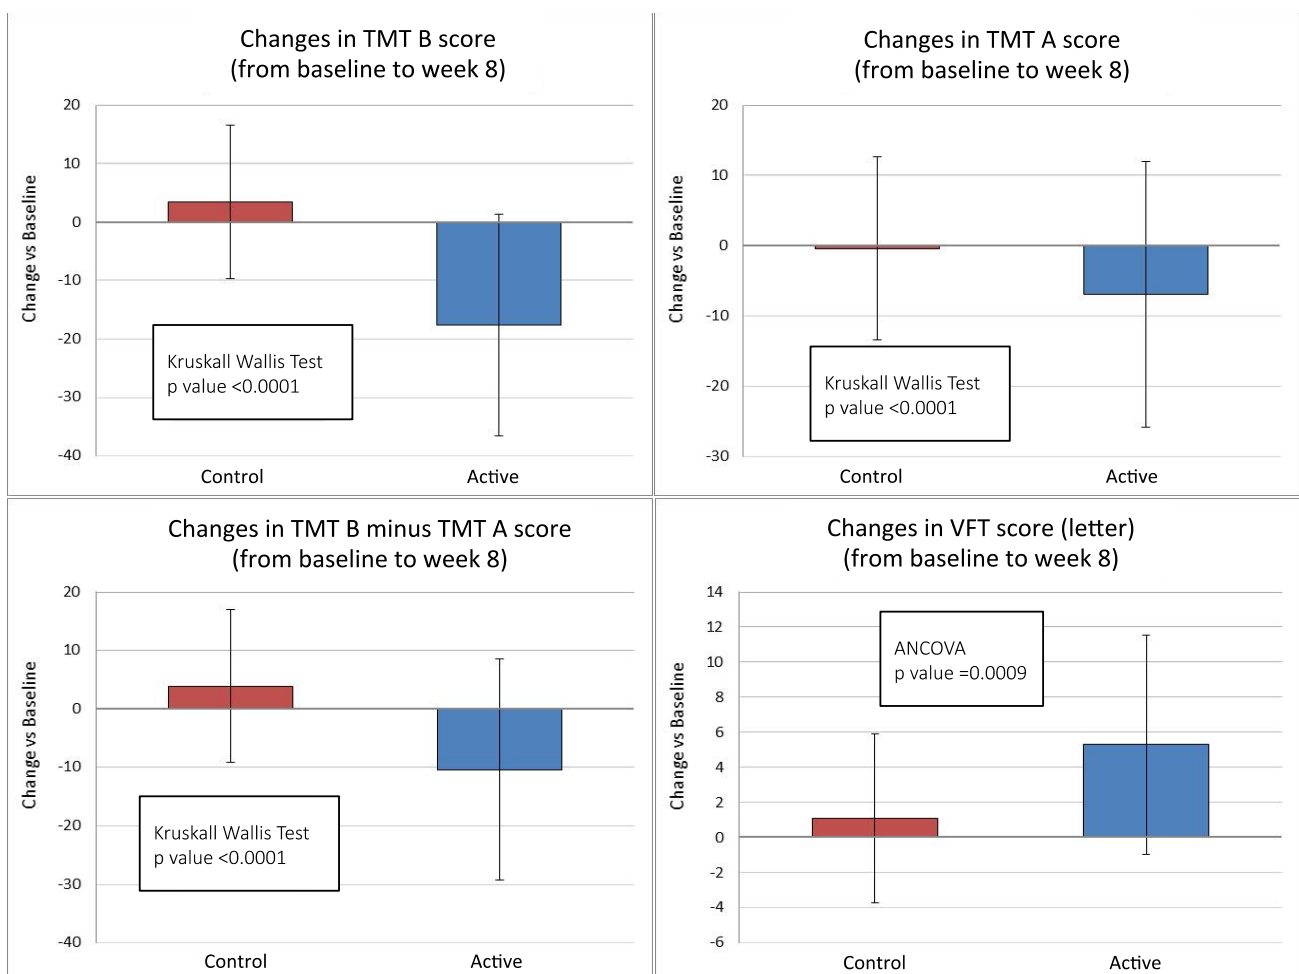 Changes in TMT B score
(from baseline to week 8)
20
10
0
-10
-20
-30
-40
Change vs Baseline
Kruskall Wallis Test
p value <0.0001
Control
Active
Changes in TMT A score
(from baseline to week 8)
20
10
0
-10
-20
-30
Change vs Baseline
Kruskall Wallis Test
p value <0.0001
Control
Active
Changes in TMT B minus TMT A score
(from baseline to week 8)
20
10
0
-10
-20
-30
-40
Change vs Baseline
Kruskall Wallis Test
p value <0.0001
Control
Active
Changes in VFT score (letter)
(from baseline to week 8)
14
12
10
8
6
4
2
0
-2
-4
-6
Change vs Baseline
ANCOVA
p value =0.0009
Control
Active